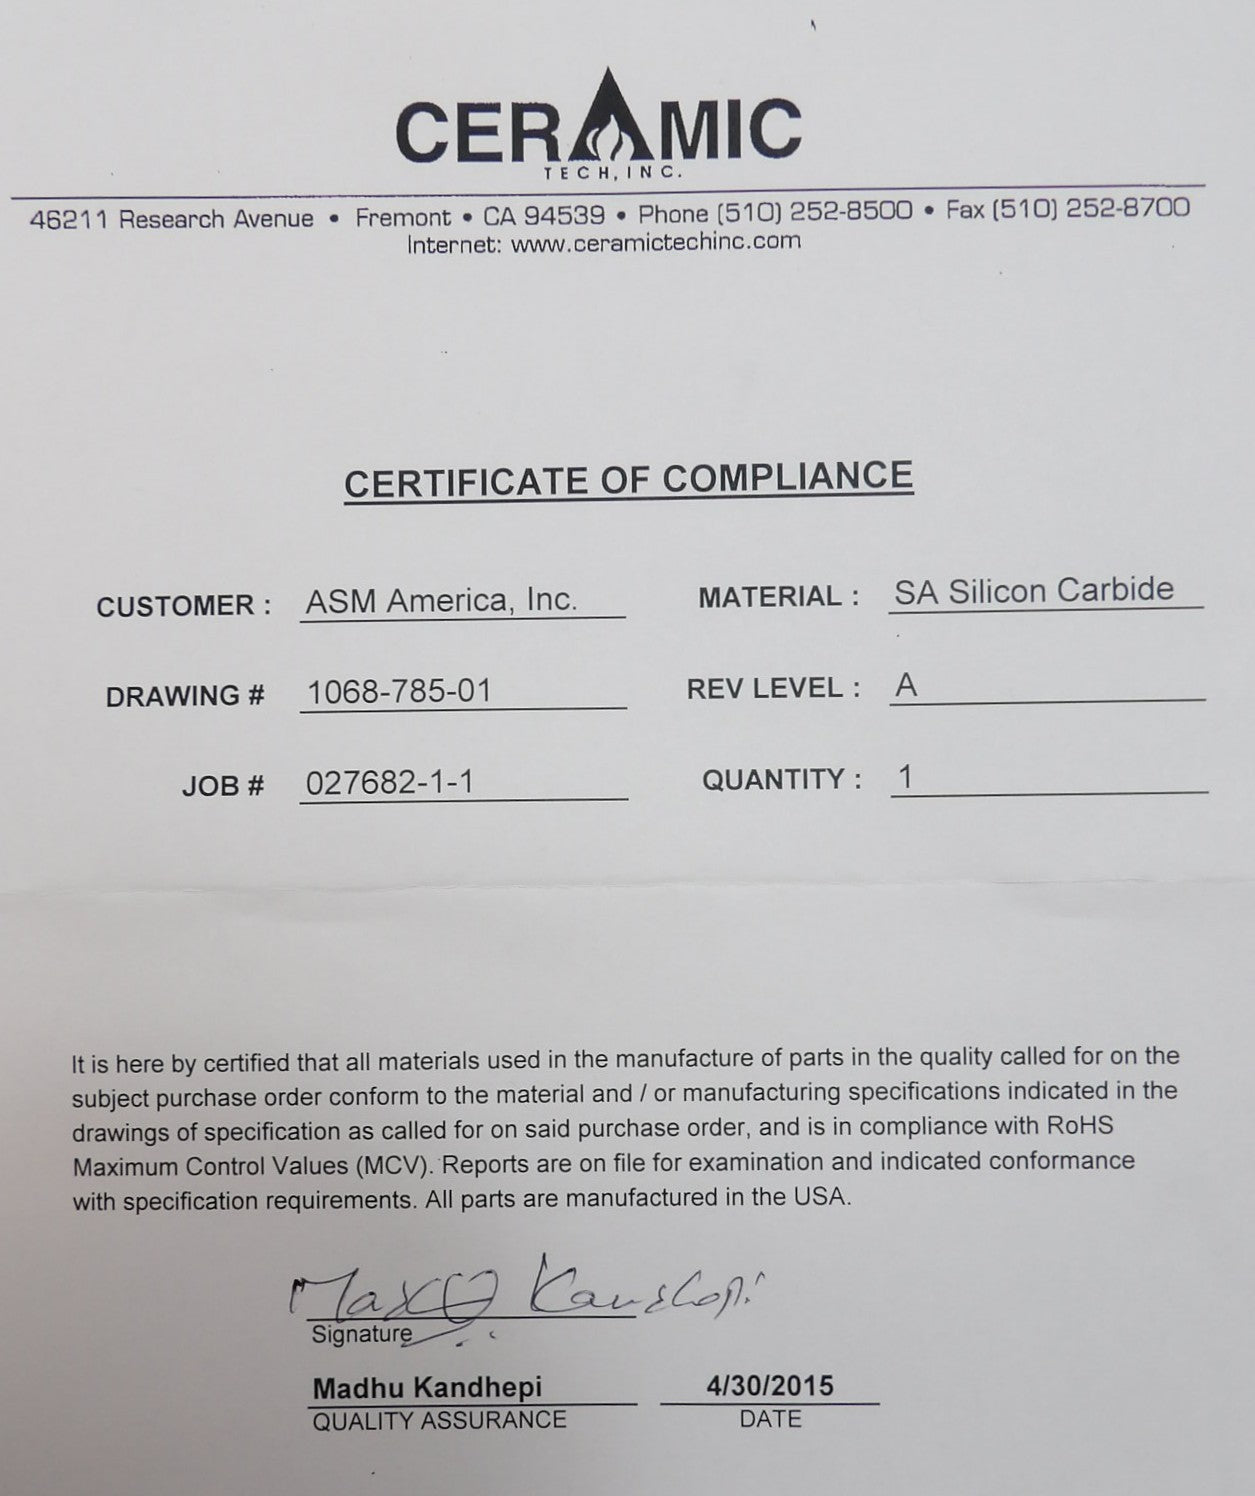 CERAMIC
TECH, INC.
46211 Research Avenue • Fremont • CA 94539 • Phone (510) 252-8500 • Fax (510) 252-8700
Internet: www.ceramictechinc.com
CERTIFICATE OF COMPLIANCE
CUSTOMER : ASM America, Inc. MATERIAL : SA Silicon Carbide
DRAWING # 1068-785-01 REV LEVEL : A
JOB # 027682-1-1 QUANTITY : 1
It is here by certified that all materials used in the manufacture of parts in the quality called for on the
subject purchase order conform to the material and / or manufacturing specifications indicated in the
drawings of specification as called for on said purchase order, and is in compliance with RoHS
Maximum Control Values (MCV). Reports are on file for examination and indicated conformance
with specification requirements. All parts are manufactured in the USA.
Signature
Madhu Kandhepi 4/30/2015
QUALITY ASSURANCE DATE